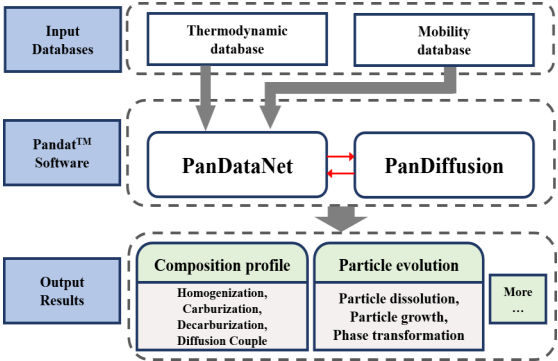 Input
Databases
Thermodynamic
database
Mobility
database
Pandat™
Software
PanDataNet
PanDiffusion
Output
Results
Composition profile
Homogenization,
Carburization,
Decarburization,
Diffusion Couple
Particle evolution
Particle dissolution,
Particle growth,
Phase transformation
More
...